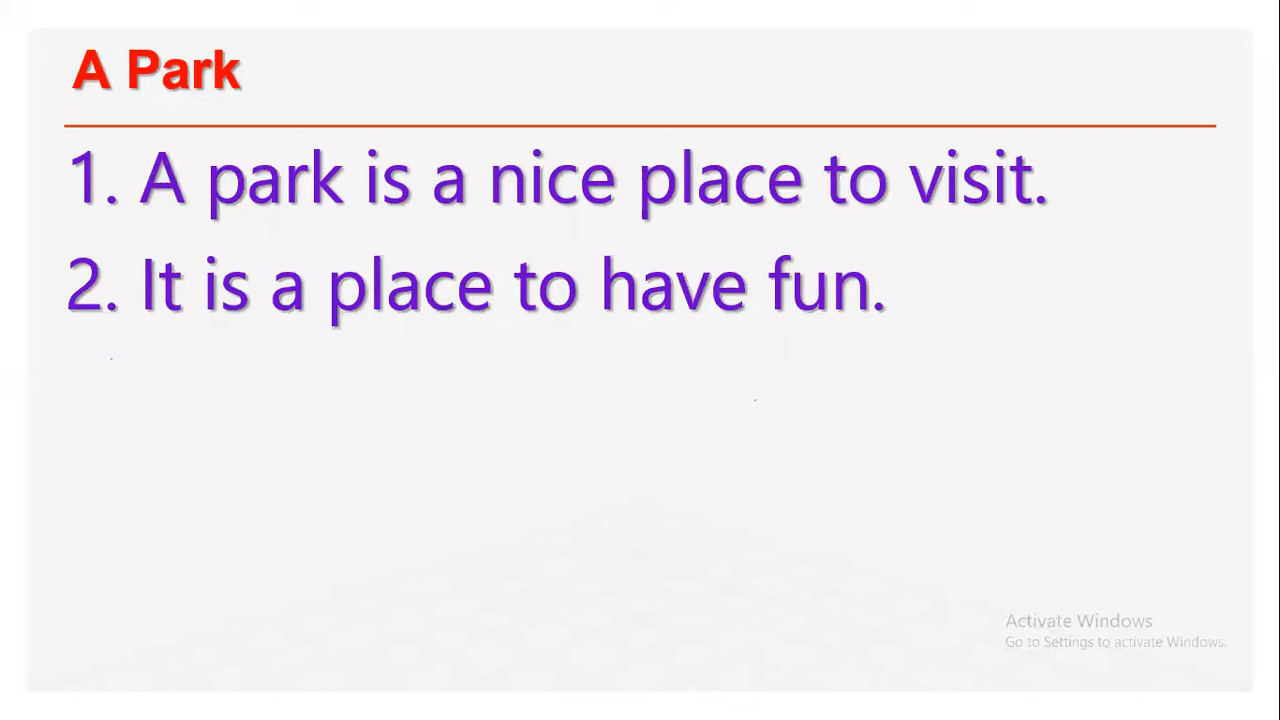 A Park
1. A park is a nice place to visit.
2. It is a place to have fun.
Activate Windows
Go to Settings to activate Windows.